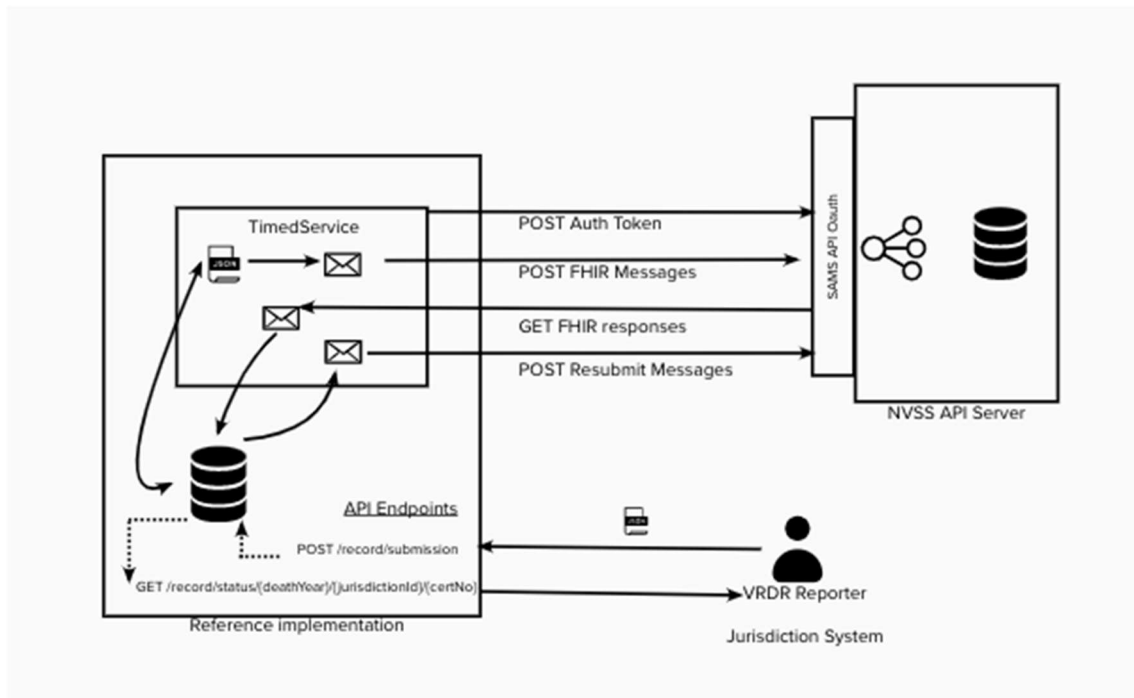 TimedService
JSON
POST Auth Token
POST FHIR Messages
GET FHIR responses
POST Resubmit Messages
SAMS API Oauth
NVSS API Server
API Endpoints
POST /record/submission
GET /record/status/{deathYear}/{jurisdictionId}/{certNo}
Reference implementation
JSON
VRDR Reporter
Jurisdiction System